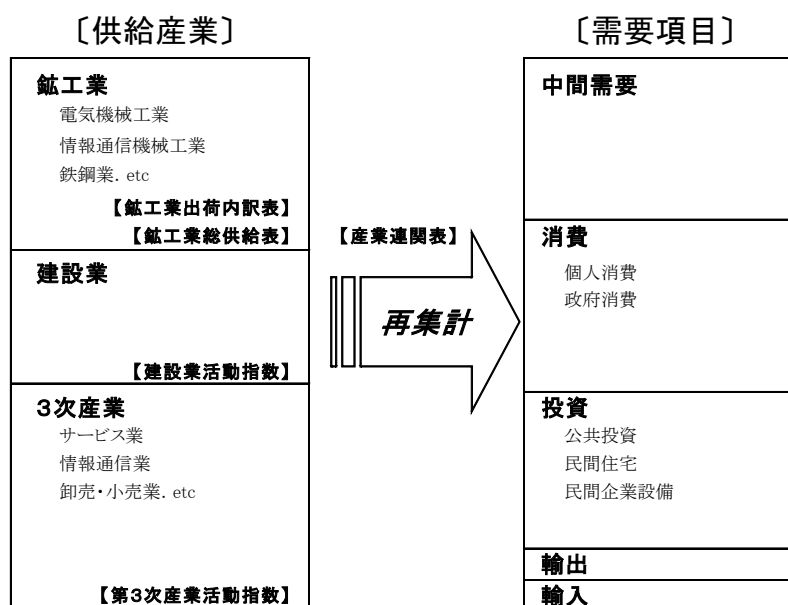 〔供給産業〕
鉱工業
電気機械工業
情報通信機械工業
鉄鋼業. etc
【鉱工業出荷内訳表】
【鉱工業総供給表】
建設業
【建設業活動指数】
3次産業
サービス業
情報通信業
卸売・小売業. etc
【第3次産業活動指数】
【産業連関表】
再集計
〔需要項目〕
中間需要
消費
個人消費
政府消費
投資
公共投資
民間住宅
民間企業設備
輸出
輸入